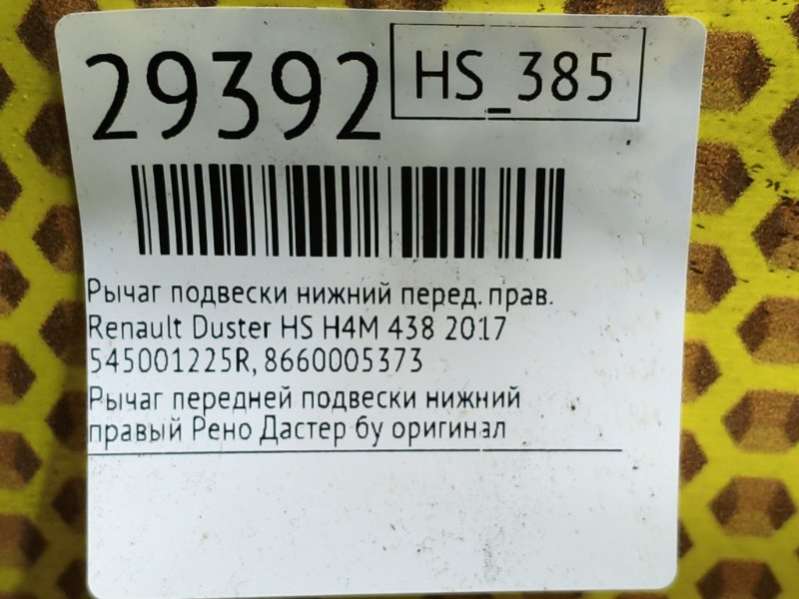 29392
HS_385
Рычаг подвески нижний перед. прав.
Renault Duster HS H4M 438 2017
545001225R, 8660005373
Рычаг передней подвески нижний
правый Рено Дастер бу оригинал